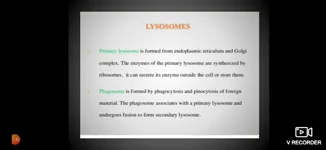 LYSOSOMES
Primary lysosome is formed from endoplasmic reticulum and Golgi
complex. The enzymes of the primary lysosome are synthesized by
ribosomes, it can secrete its enzyme outside the cell or store them.
Phagosome is formed by phagocytosis and pinocytosis of foreign
material. The phagosome associates with a primary lysosome and
undergoes fusion to form secondary lysosome.
V RECORDER